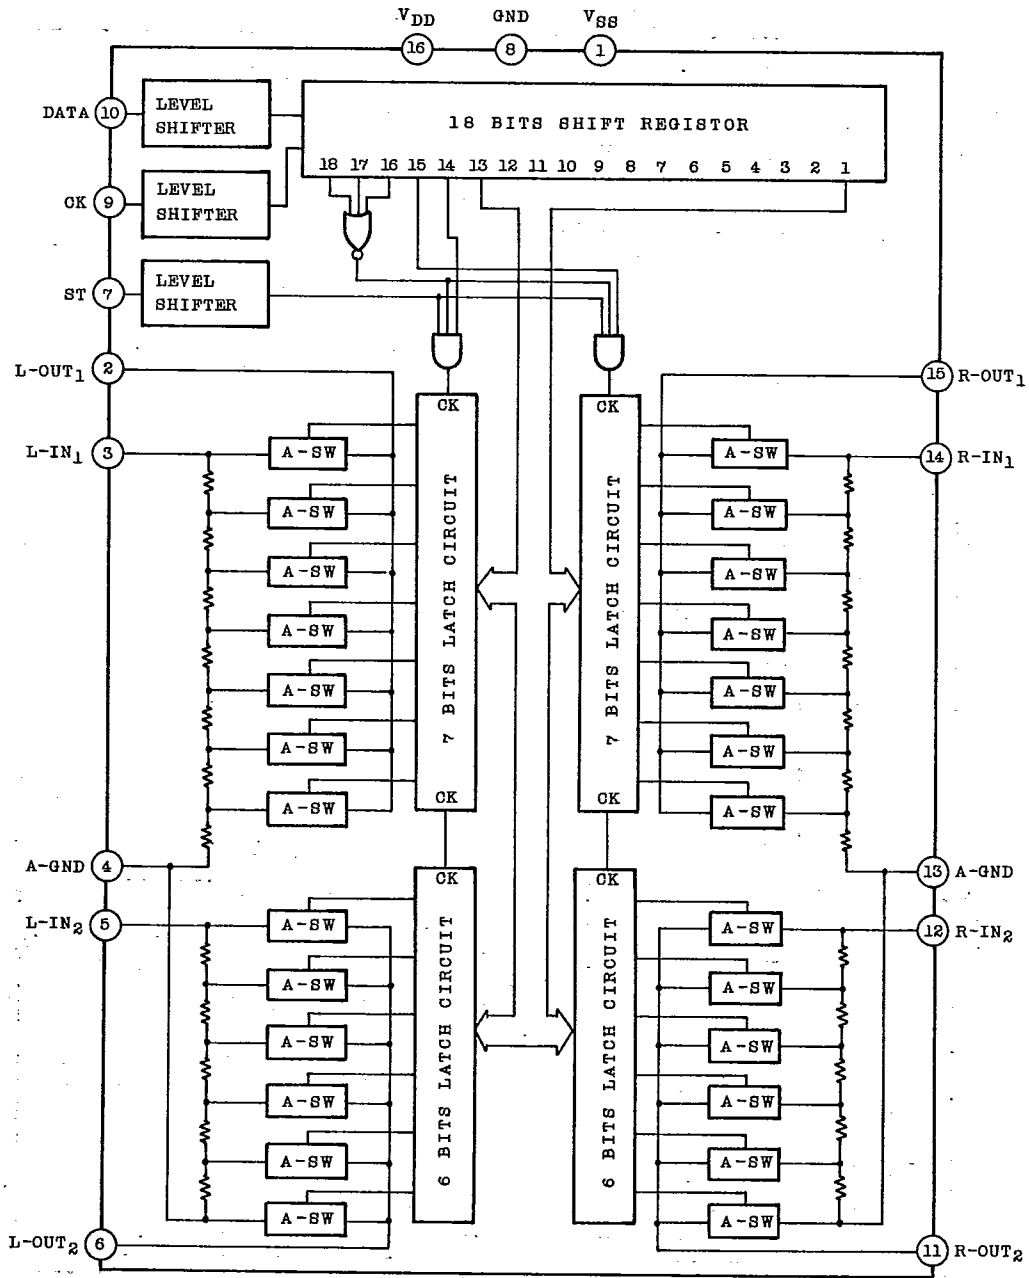 VDD GND VSS
16 8 1
DATA 10 LEVEL SHIFTER
18 BITS SHIFT REGISTOR
18 17 16 15 14 13 12 11 10 9 8 7 6 5 4 3 2 1
CK 9 LEVEL SHIFTER
ST 7 LEVEL SHIFTER
L-OUT1 2
15 R-OUT1
CK CK
L-IN1 3 A-SW A-SW 14 R-IN1
A-SW A-SW
A-SW A-SW
A-SW A-SW
A-SW A-SW
A-SW A-SW
A-SW A-SW
7 BITS LATCH CIRCUIT
7 BITS LATCH CIRCUIT
CK CK
A-GND 4 13 A-GND
CK CK
L-IN2 5 A-SW A-SW 12 R-IN2
A-SW A-SW
A-SW A-SW
A-SW A-SW
A-SW A-SW
A-SW A-SW
6 BITS LATCH CIRCUIT
6 BITS LATCH CIRCUIT
L-OUT2 6 11 R-OUT2